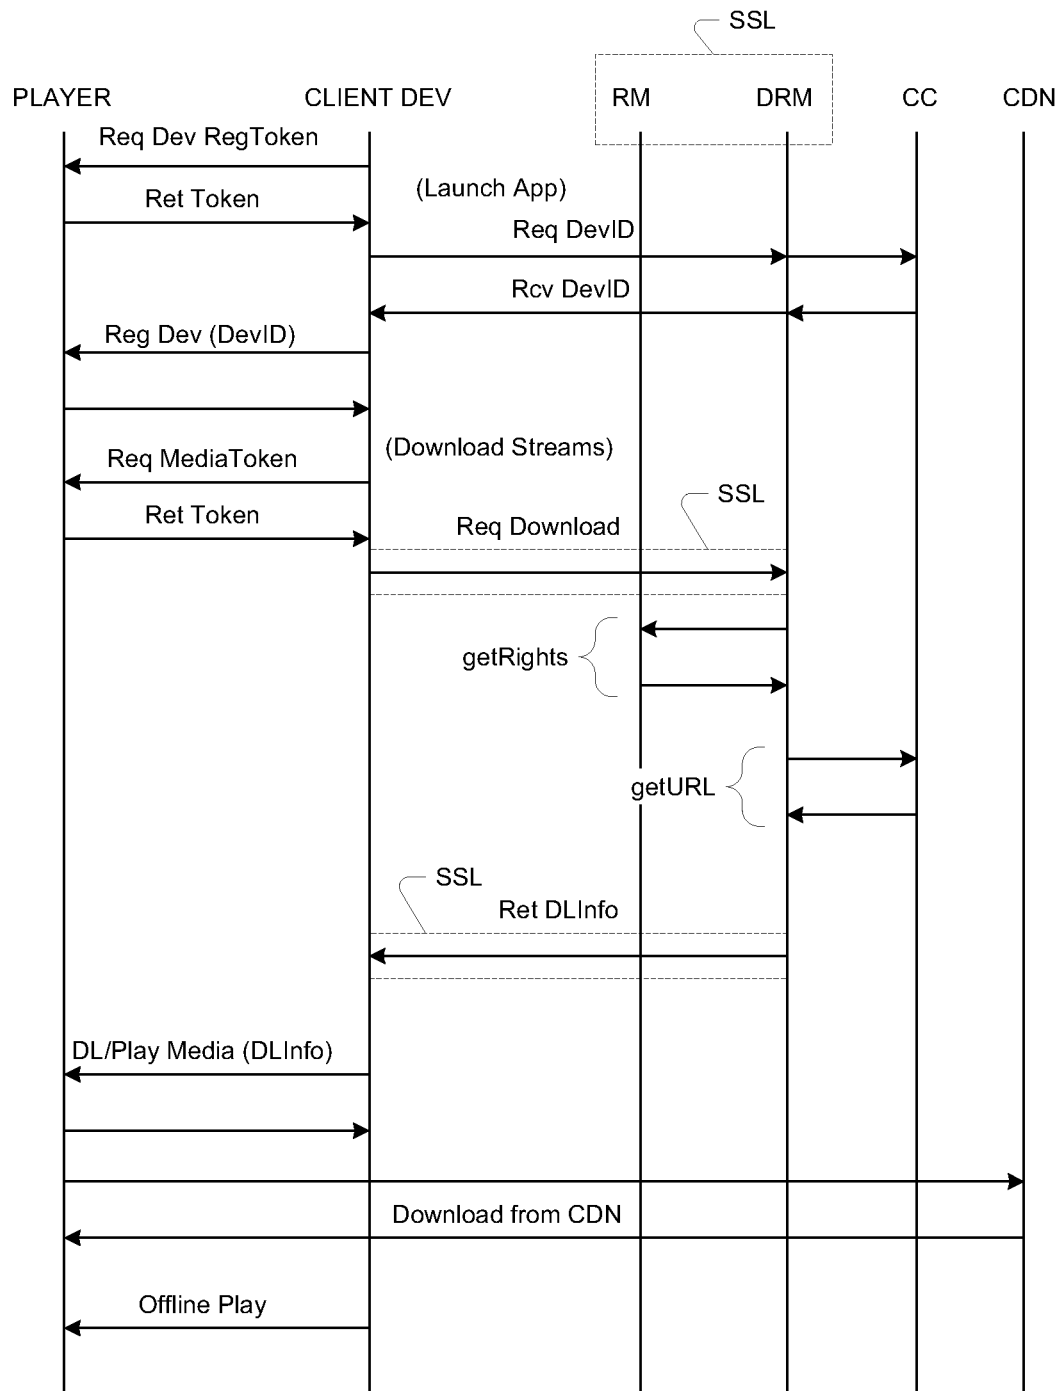 SSL
PLAYER
CLIENT DEV
RM
DRM
CC
CDN
Req Dev RegToken
(Launch App)
Ret Token
Req DevID
Rcv DevID
Reg Dev (DevID)
(Download Streams)
Req MediaToken
SSL
Ret Token
Req Download
getRights
getURL
SSL
Ret DLInfo
DL/Play Media (DLInfo)
Download from CDN
Offline Play